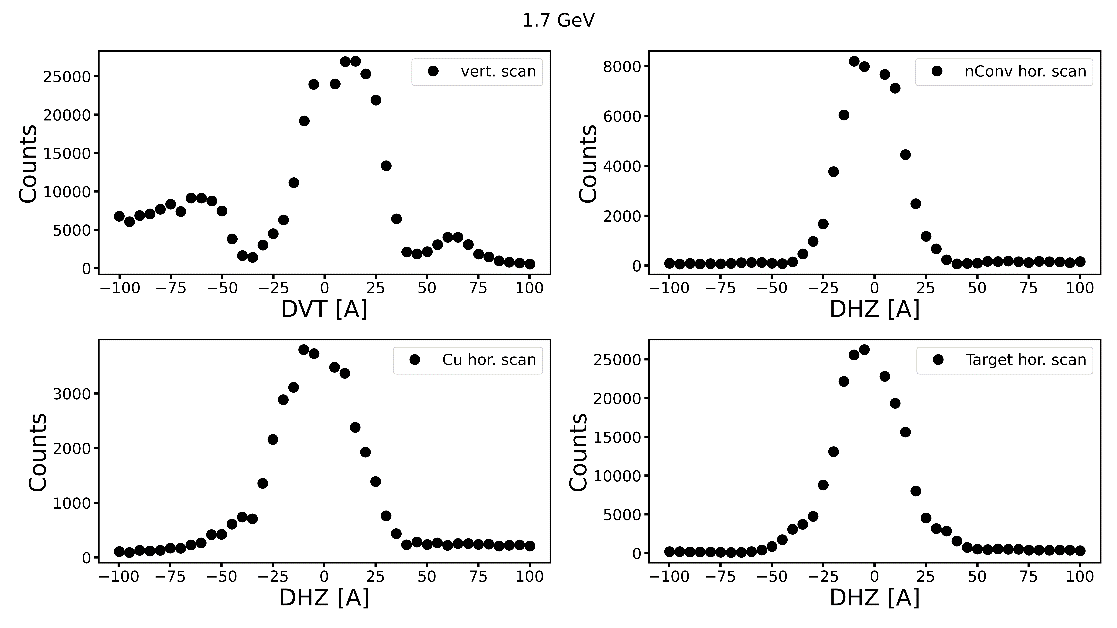 1.7 GeV
vert. scan
25000
20000
15000
10000
5000
0
Counts
−100 −75 −50 −25 0 25 50 75 100
DVT [A]
nConv hor. scan
8000
6000
4000
2000
0
Counts
−100 −75 −50 −25 0 25 50 75 100
DHZ [A]
Cu hor. scan
3000
2000
1000
0
Counts
−100 −75 −50 −25 0 25 50 75 100
DHZ [A]
Target hor. scan
25000
20000
15000
10000
5000
0
Counts
−100 −75 −50 −25 0 25 50 75 100
DHZ [A]